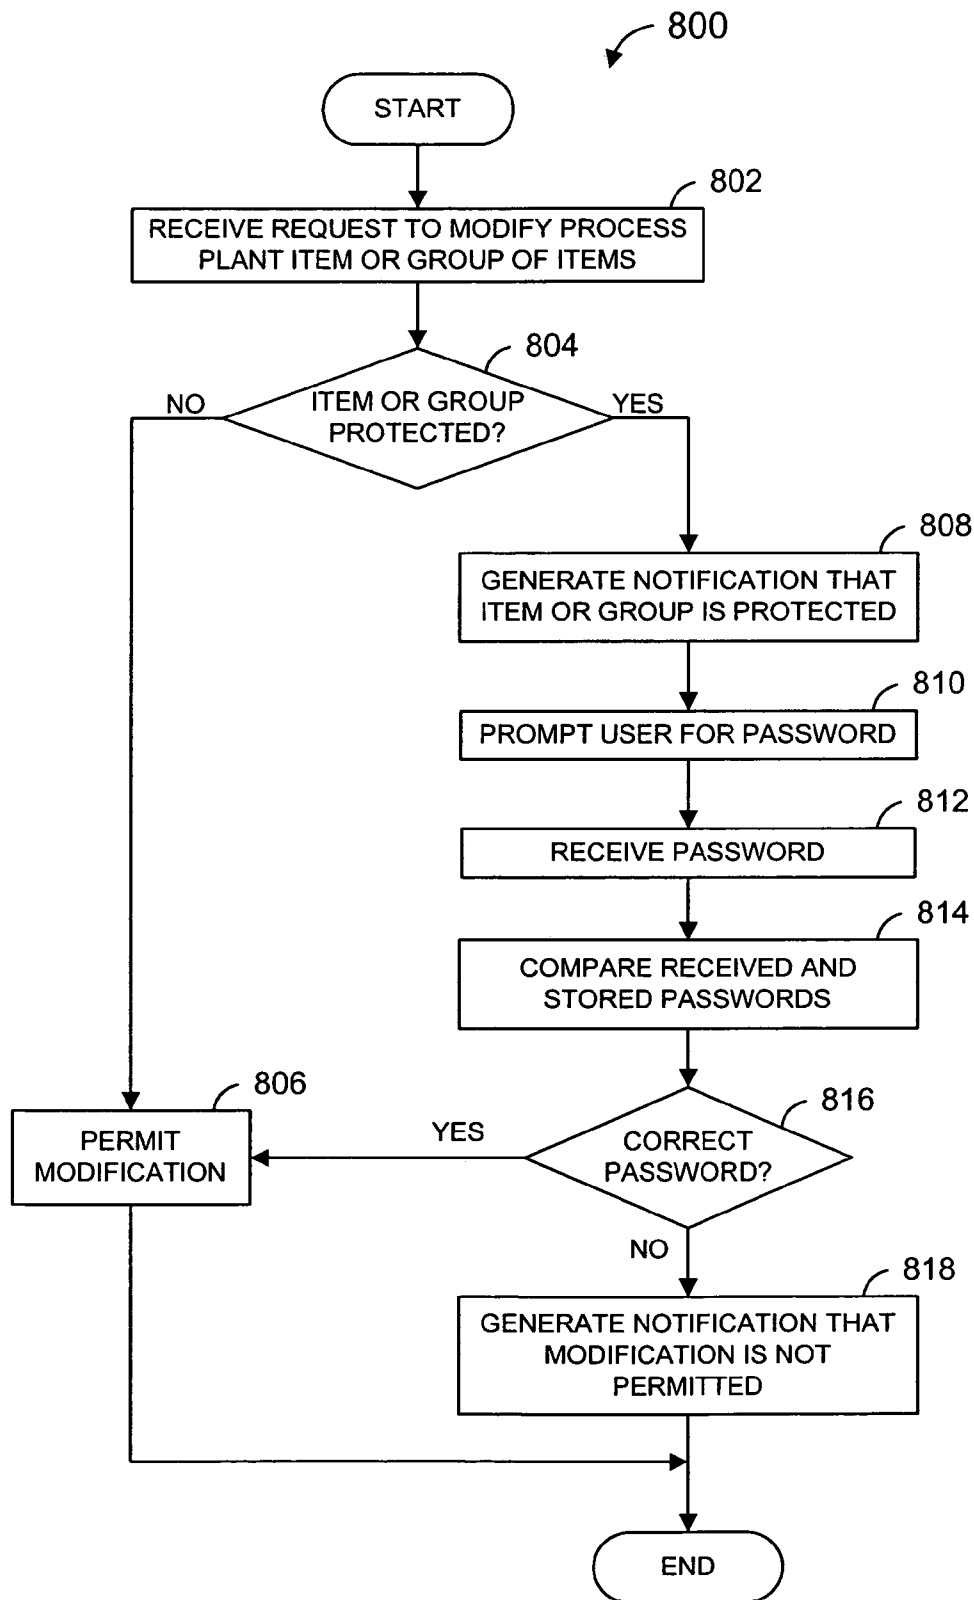 800
START
802
RECEIVE REQUEST TO MODIFY PROCESS
PLANT ITEM OR GROUP OF ITEMS
804
NO
ITEM OR GROUP
PROTECTED?
YES
808
GENERATE NOTIFICATION THAT
ITEM OR GROUP IS PROTECTED
810
PROMPT USER FOR PASSWORD
812
RECEIVE PASSWORD
814
COMPARE RECEIVED AND
STORED PASSWORDS
806
PERMIT
MODIFICATION
YES
816
CORRECT
PASSWORD?
NO
818
GENERATE NOTIFICATION THAT
MODIFICATION IS NOT
PERMITTED
END